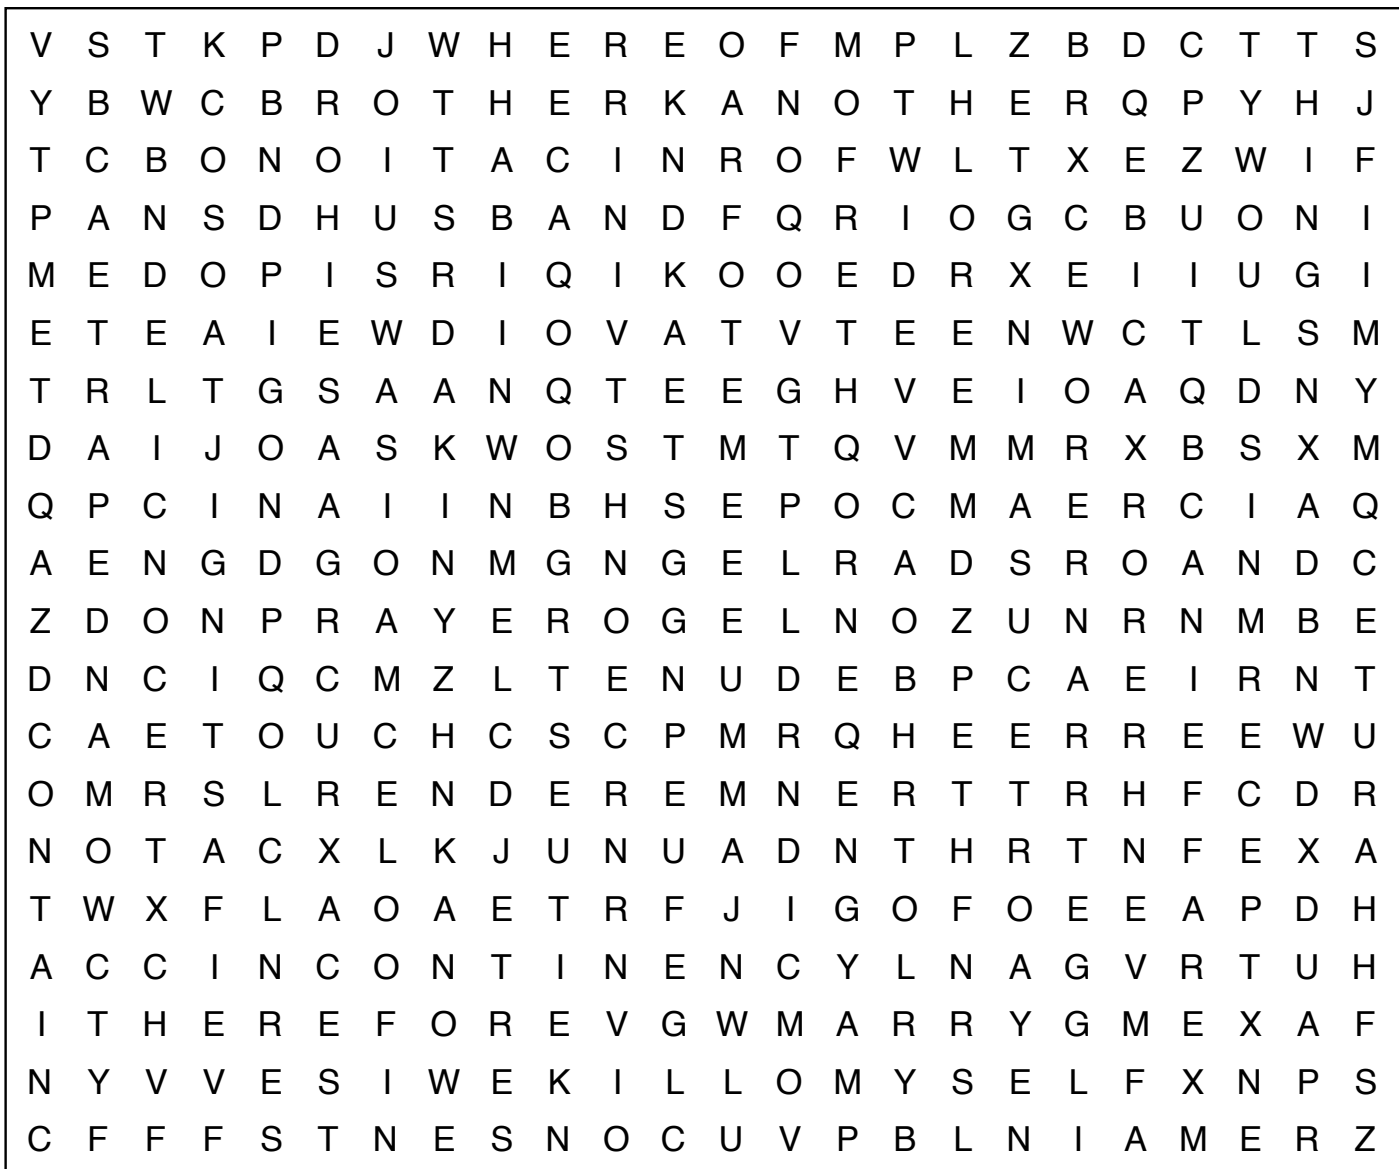 V S T K P D J W H E R E O F M P L Z B D C T T S
Y B W C B R O T H E R K A N O T H E R Q P Y H J
T C B O N O I T A C I N R O F W L T X E Z W I F
P A N S D H U S B A N D F Q R I O G C B U O N I
M E D O P I S R I Q I K O O E D R X E I I U G I
E T E A I E W D I O V A T V T E E N W C T L S M
T R L T G S A A N Q T E E G H V E I O A Q D N Y
D A I J O A S K W O S T M T Q V M M R X B S X M
Q P C I N A I I N B H S E P O C M A E R C I A Q
A E N G D G O N M G N G E L R A D S R O A N D C
Z D O N P R A Y E R O G E L N O Z U N R N M B E
D N C I Q C M Z L T E N U D E B P C A E I R N T
C A E T O U C H C S C P M R Q H E E R R E E W U
O M R S L R E N D E R E M N E R T T R H F C D R
N O T A C X L K J U N U A D N T H R T N F E X A
T W X F L A O A E T R F J I G O F O E E A P D H
A C C I N C O N T I N E N C Y L N A G V R T U H
I T H E R E F O R E V G W M A R R Y G M E X A F
N Y V V E S I W E K I L L O M Y S E L F X N P S
C F F F S T N E S N O C U V P B L N I A M E R Z